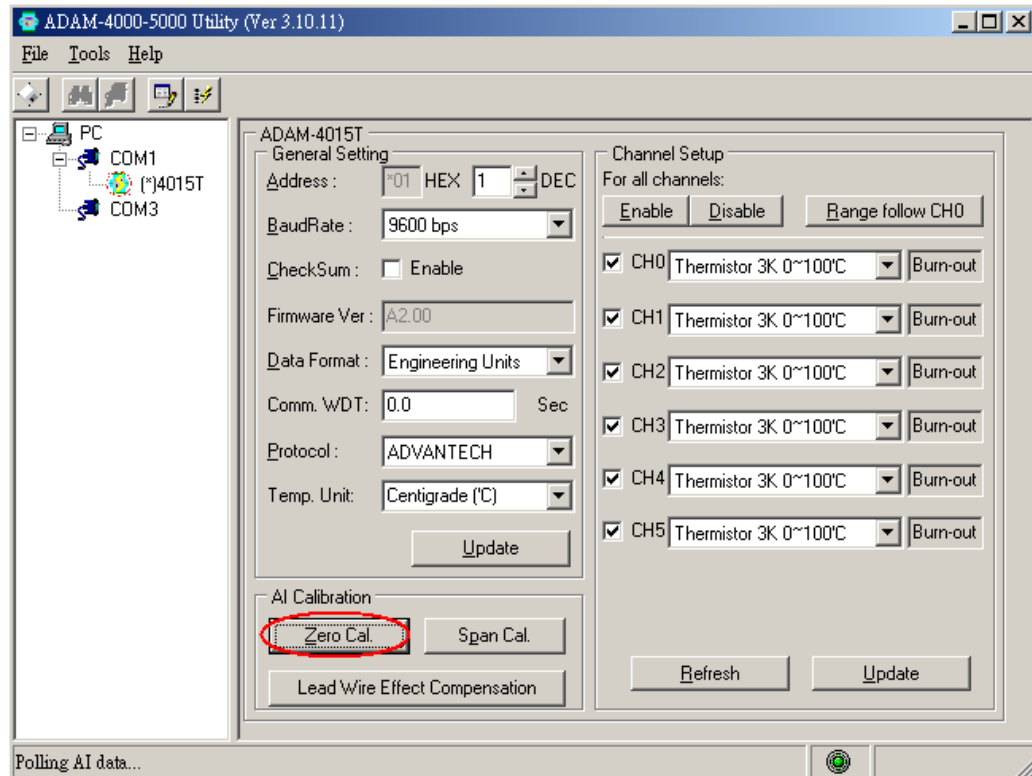 ADAM-4000-5000 Utility (Ver 3.10.11)
File Tools Help
PC
COM1
(*)4015T
COM3
ADAM-4015T
General Setting
Address : *01 HEX 1 DEC
BaudRate : 9600 bps
CheckSum : Enable
Firmware Ver : A2.00
Data Format : Engineering Units
Comm. WDT: 0.0 Sec
Protocol : ADVANTECH
Temp. Unit: Centigrade ('C)
Update
AI Calibration
Zero Cal. Span Cal.
Lead Wire Effect Compensation
Channel Setup
For all channels:
Enable Disable Range follow CH0
CH0 Thermistor 3K 0~100'C Burn-out
CH1 Thermistor 3K 0~100'C Burn-out
CH2 Thermistor 3K 0~100'C Burn-out
CH3 Thermistor 3K 0~100'C Burn-out
CH4 Thermistor 3K 0~100'C Burn-out
CH5 Thermistor 3K 0~100'C Burn-out
Refresh Update
Polling AI data...